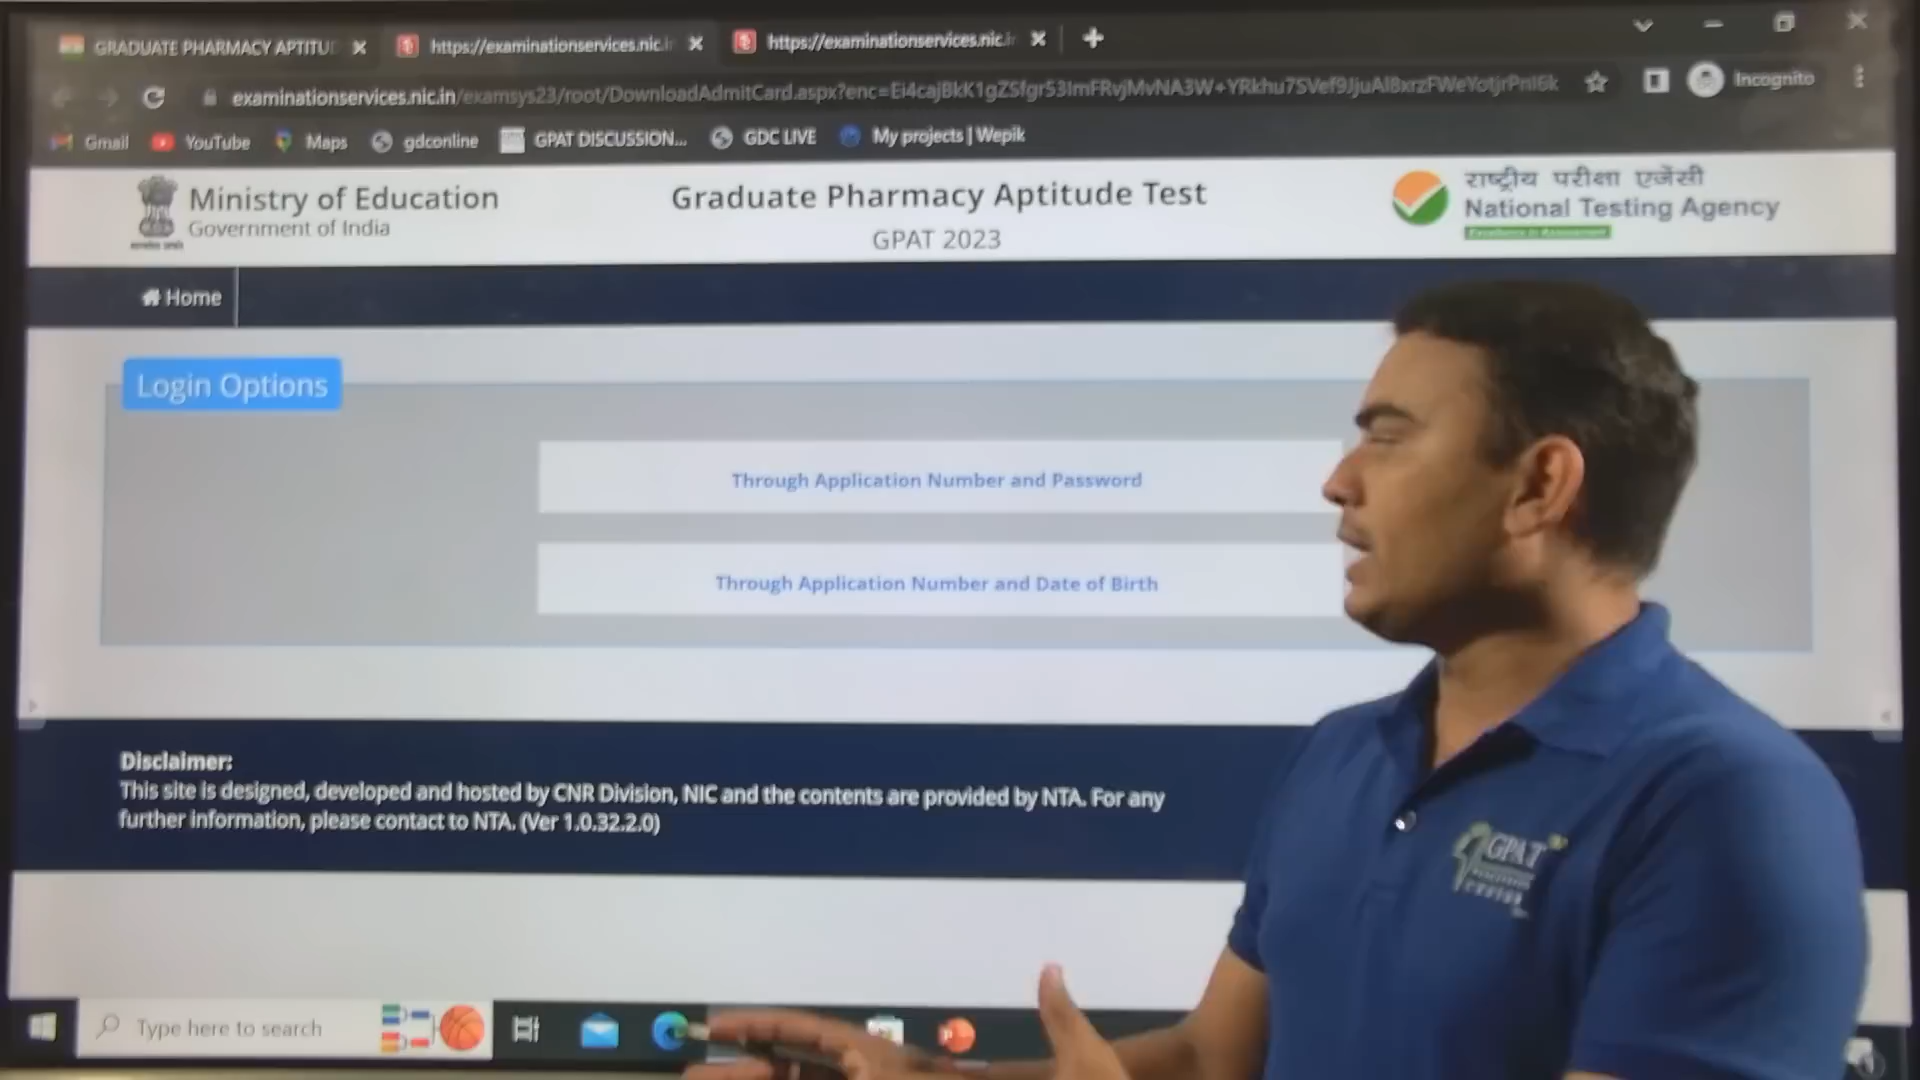 GRADUATE PHARMACY APTITU
https://examinationservices.nic.i
https://examinationservices.nic.i
examinationservices.nic.in/examsys23/root/DownloadAdmitCard.aspx?enc=
Incognito
Gmail
YouTube
Maps
gdconline
GPAT DISCUSSION...
GDC LIVE
My projects | Wepik
Ministry of Education
Government of India
Graduate Pharmacy Aptitude Test
GPAT 2023
राष्ट्रीय परीक्षा एजेंसी
National Testing Agency
Excellence in Assessment
Home
Login Options
Through Application Number and Password
Through Application Number and Date of Birth
Disclaimer:
This site is designed, developed and hosted by CNR Division, NIC and the contents are provided by NTA. For any
further information, please contact to NTA. (Ver 1.0.32.2.0)
GPAT
Type here to search